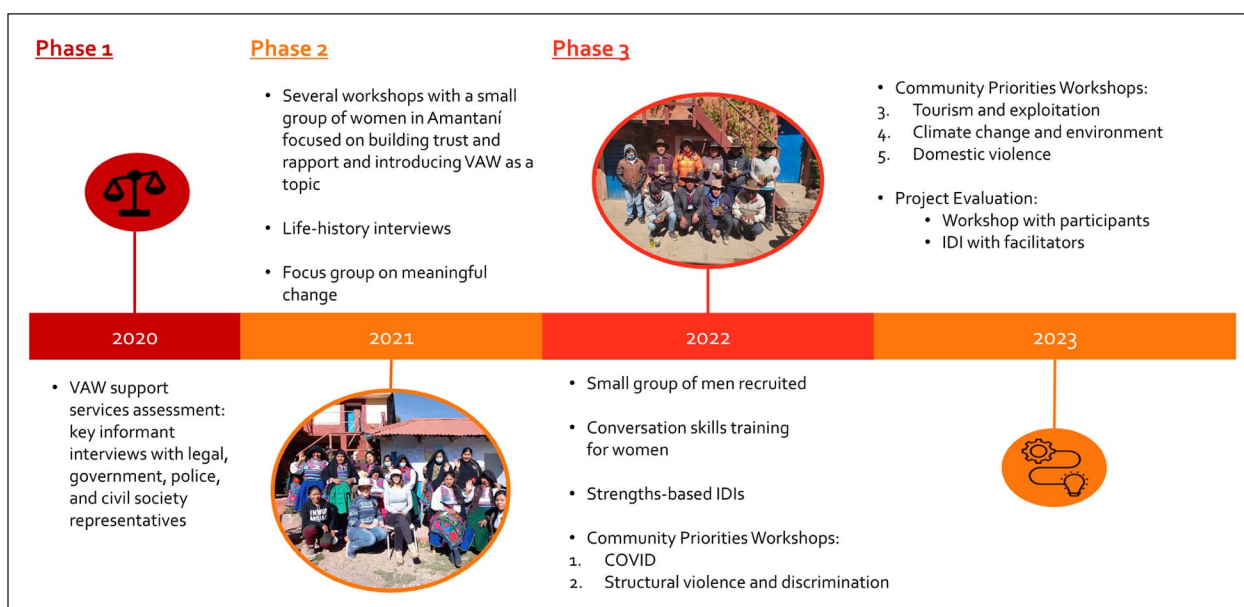 Phase 1
Phase 2
Phase 3
• Several workshops with a small
group of women in Amantaní
focused on building trust and
rapport and introducing VAW as a
topic
• Life-history interviews
• Focus group on meaningful
change
• Community Priorities Workshops:
3. Tourism and exploitation
4. Climate change and environment
5. Domestic violence
• Project Evaluation:
• Workshop with participants
• IDI with facilitators
2020
2021
2022
2023
• VAW support
services assessment:
key informant
interviews with legal,
government, police,
and civil society
representatives
• Small group of men recruited
• Conversation skills training
for women
• Strengths-based IDIs
• Community Priorities Workshops:
1. COVID
2. Structural violence and discrimination